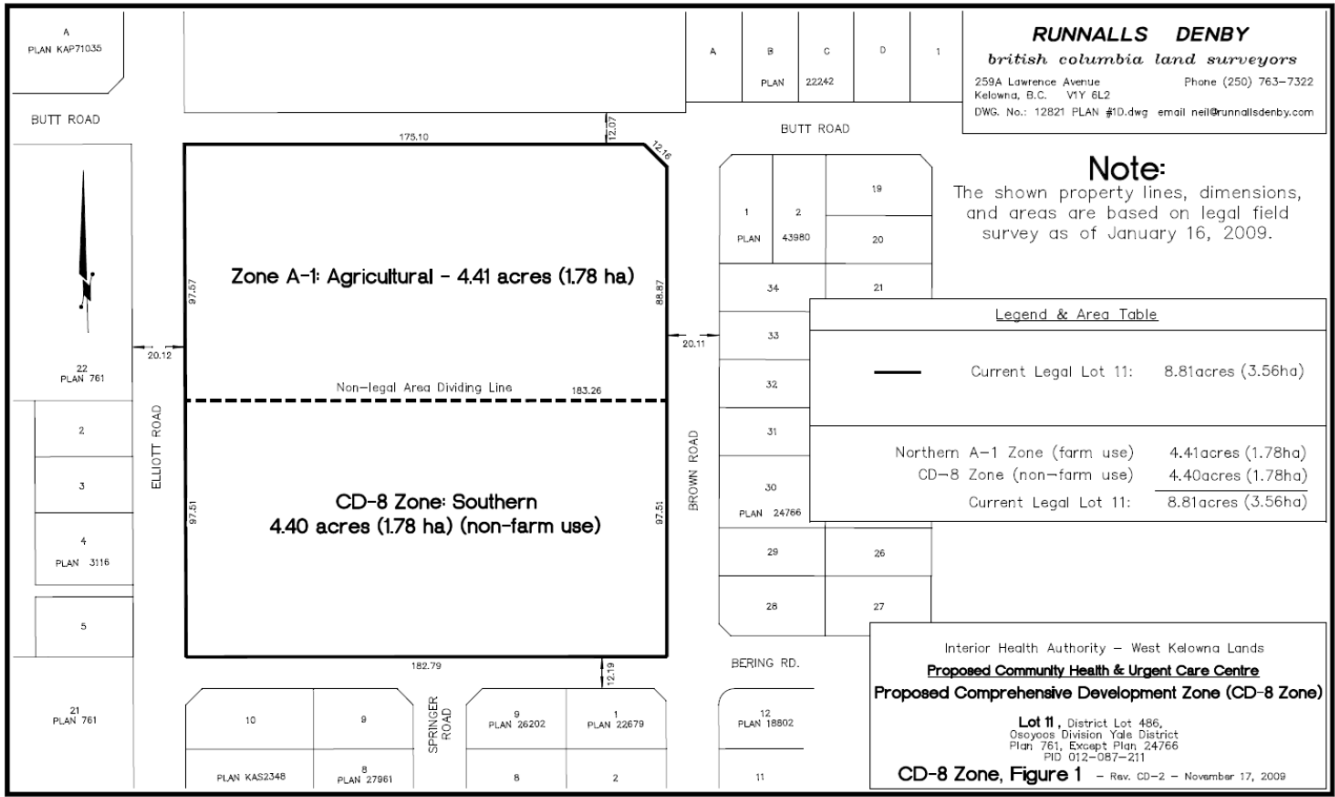 A
PLAN KAP71035
BUTT ROAD
A
B
C
D
1
PLAN 22242
RUNNALLS DENBY
british columbia land surveyors
259A Lawrence Avenue Phone (250) 763-7322
Kelowna, B.C. V1Y 6L2
DWG. No.: 12821 PLAN #1D.dwg email neil@runnallsdenby.com
BUTT ROAD
175.10
12.07
12.16
Note:
The shown property lines, dimensions,
and areas are based on legal field
survey as of January 16, 2009.
1
2
PLAN 43980
19
20
34
21
33
32
31
30
PLAN 24766
29
26
28
27
Zone A-1: Agricultural - 4.41 acres (1.78 ha)
97.57
88.87
20.12
20.11
Non-legal Area Dividing Line 183.26
22
PLAN 761
2
3
4
PLAN 3116
5
21
PLAN 761
ELLIOTT ROAD
BROWN ROAD
CD-8 Zone: Southern
4.40 acres (1.78 ha) (non-farm use)
97.51
97.51
182.79
12.19
Legend & Area Table
Current Legal Lot 11: 8.81acres (3.56ha)
Northern A-1 Zone (farm use) 4.41acres (1.78ha)
CD-8 Zone (non-farm use) 4.40acres (1.78ha)
Current Legal Lot 11: 8.81acres (3.56ha)
BERING RD.
10
9
PLAN KAS2348
8
PLAN 27961
SPRINGER
ROAD
9
PLAN 26202
1
PLAN 22679
8
2
12
PLAN 18802
11
Interior Health Authority - West Kelowna Lands
Proposed Community Health & Urgent Care Centre
Proposed Comprehensive Development Zone (CD-8 Zone)
Lot 11, District Lot 486,
Osoyoos Division Yale District
Plan 761, Except Plan 24766
PID 012-087-211
CD-8 Zone, Figure 1 - Rev. CD-2 - November 17, 2009